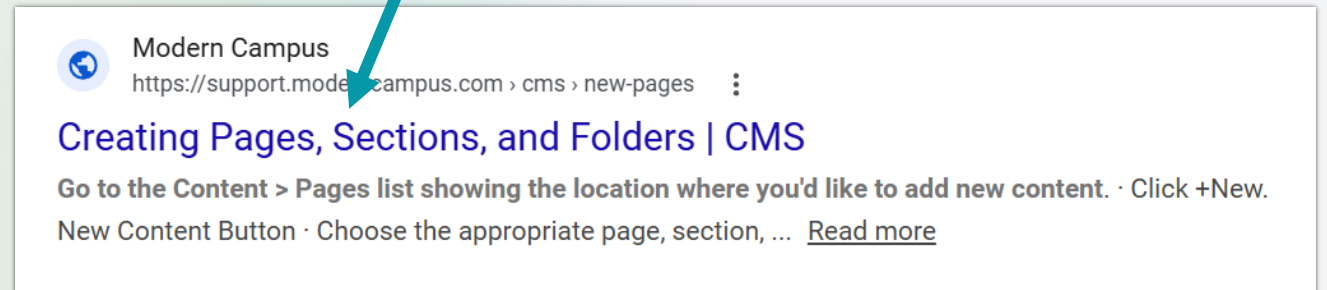 Modern Campus
https://support.moderncampus.com › cms › new-pages
Creating Pages, Sections, and Folders | CMS
Go to the Content > Pages list showing the location where you'd like to add new content. · Click +New.
New Content Button · Choose the appropriate page, section, ... Read more